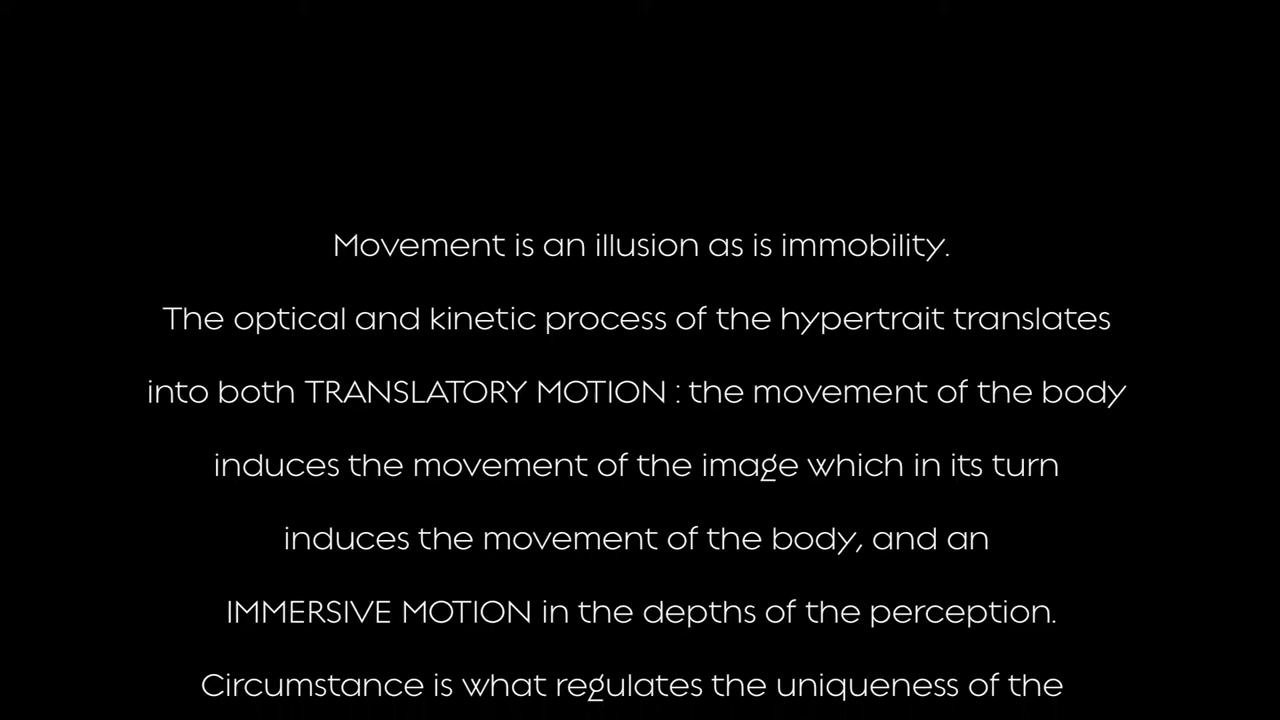 Movement is an illusion as is immobility.
The optical and kinetic process of the hypertrait translates
into both TRANSLATORY MOTION : the movement of the body
induces the movement of the image which in its turn
induces the movement of the body, and an
IMMERSIVE MOTION in the depths of the perception.
Circumstance is what regulates the uniqueness of the